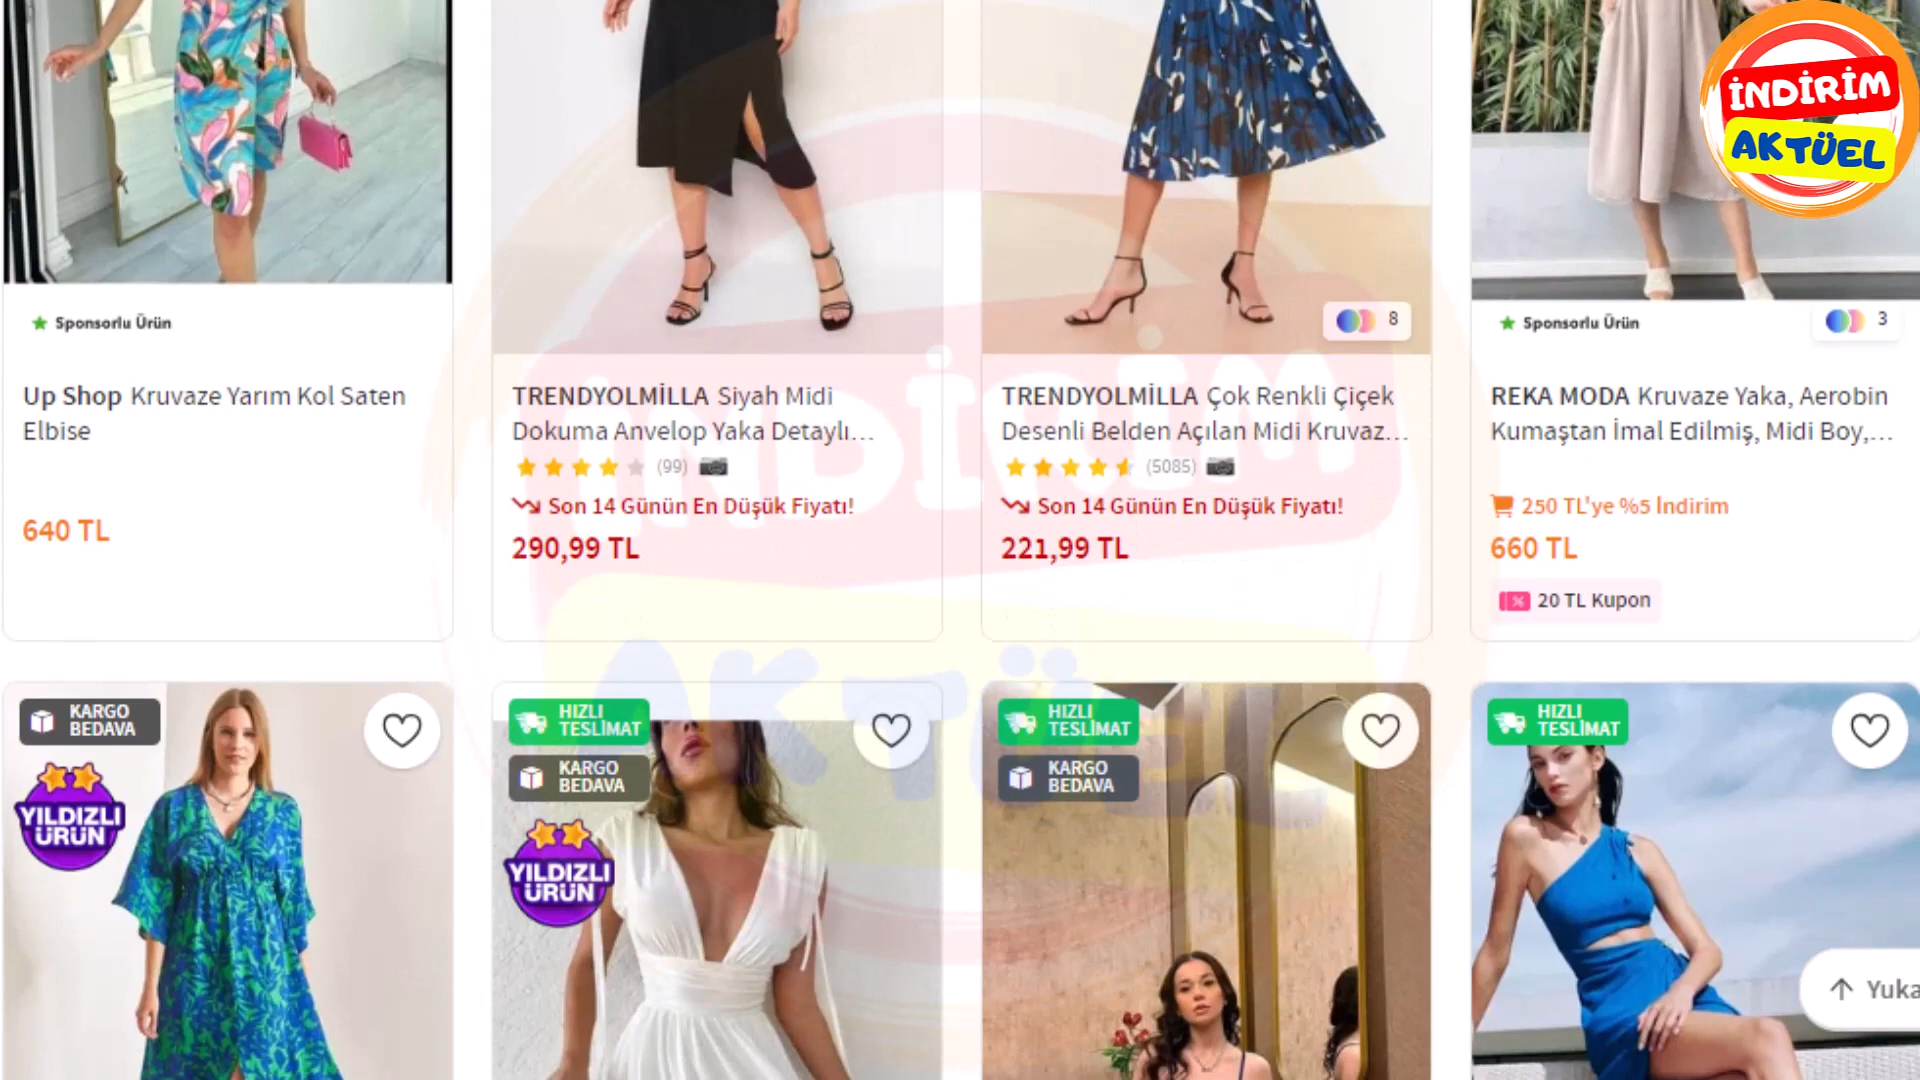 İNDİRİM
AKTÜEL
8
Sponsorlu Ürün
Sponsorlu Ürün
3
Up Shop Kruvaze Yarım Kol Saten
Elbise
640 TL
TRENDYOLMİLLA Siyah Midi
Dokuma Anvelop Yaka Detaylı...
(99)
Son 14 Günün En Düşük Fiyatı!
290,99 TL
TRENDYOLMİLLA Çok Renkli Çiçek
Desenli Belden Açılan Midi Kruvaz...
(5085)
Son 14 Günün En Düşük Fiyatı!
221,99 TL
REKA MODA Kruvaze Yaka, Aerobin
Kumaştan İmal Edilmiş, Midi Boy,...
250 TL'ye %5 İndirim
660 TL
20 TL Kupon
İNDİRİM
AKTÜEL
KARGO
BEDAVA
YILDIZLI
ÜRÜN
HIZLI
TESLİMAT
KARGO
BEDAVA
YILDIZLI
ÜRÜN
HIZLI
TESLİMAT
KARGO
BEDAVA
HIZLI
TESLİMAT
Yuka